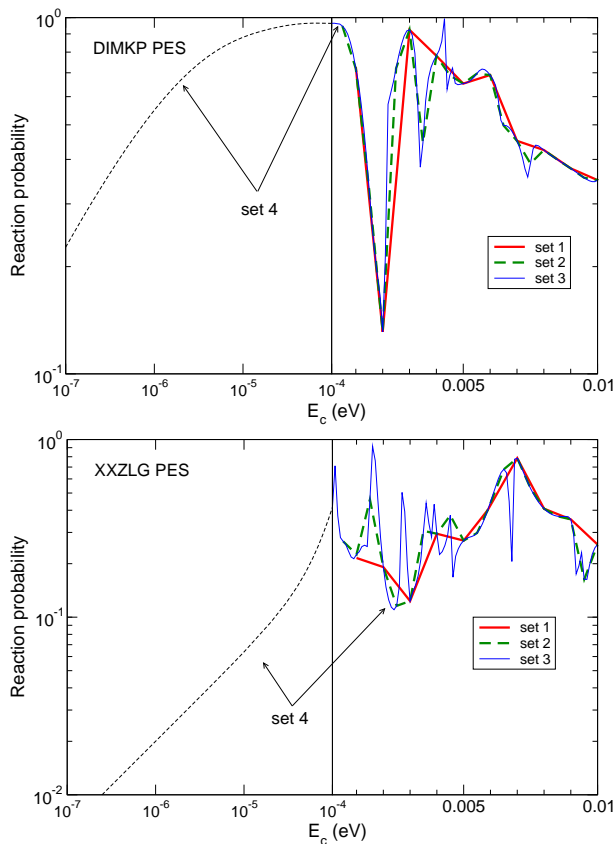 10^0
DIMKP PES
Reaction probability
set 4
set 1
set 2
set 3
10^-1
10^-7
10^-6
10^-5
10^-4
0.005
0.01
E_c (eV)
10^0
XXZLG PES
Reaction probability
10^-1
set 1
set 2
set 3
set 4
10^-2
10^-7
10^-6
10^-5
10^-4
0.005
0.01
E_c (eV)